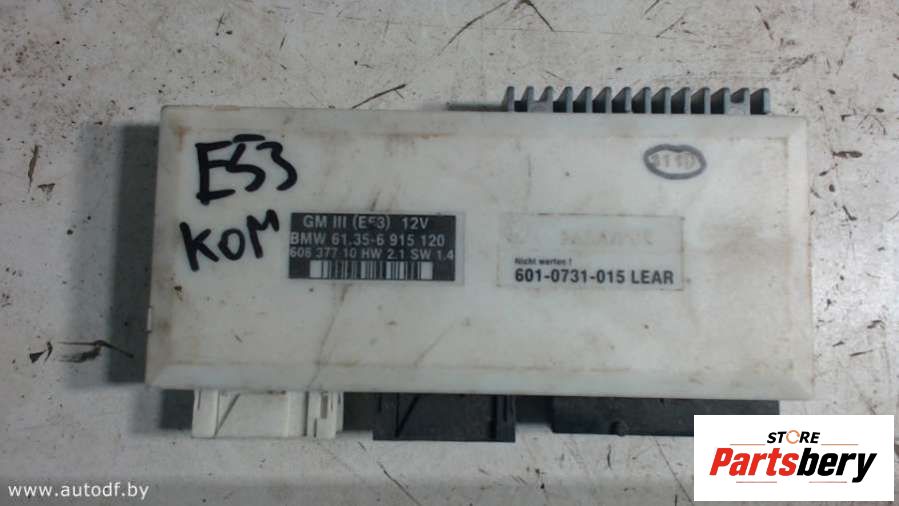 E53
KOM
GM III (E53) 12V
BMW 61.35-6 915 120
606 377 10 HW 2.1 SW 1.4
Nicht werfen !
601-0731-015 LEAR
STORE
Partsbery
www.autodf.by